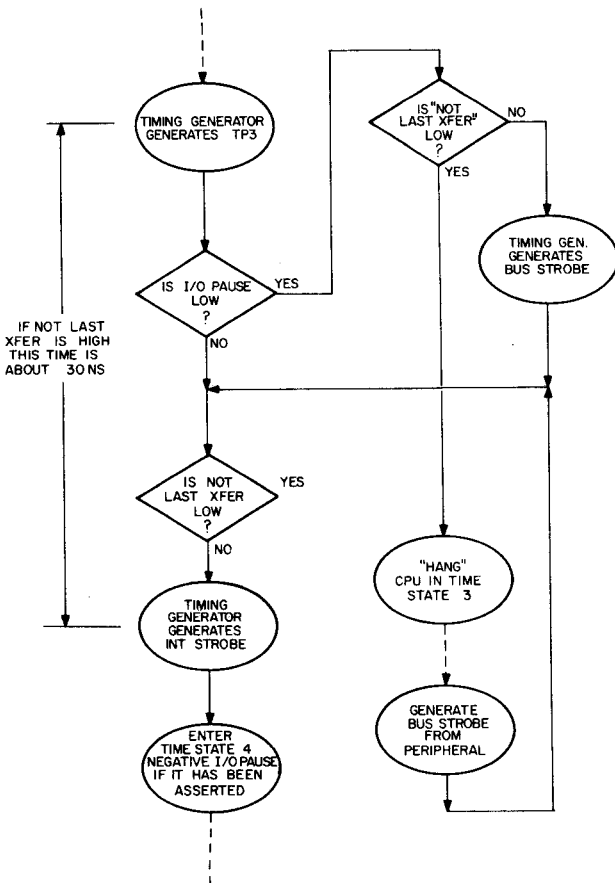 TIMING GENERATOR
GENERATES TP3
IS I/O PAUSE
LOW
?
YES
NO
IF NOT LAST
XFER IS HIGH
THIS TIME IS
ABOUT 30NS
IS NOT
LAST XFER
LOW
?
YES
NO
TIMING
GENERATOR
GENERATES
INT STROBE
ENTER
TIME STATE 4
NEGATIVE I/O PAUSE
IF IT HAS BEEN
ASSERTED
IS "NOT
LAST XFER"
LOW
?
NO
YES
TIMING GEN.
GENERATES
BUS STROBE
"HANG"
CPU IN TIME
STATE 3
GENERATE
BUS STROBE
FROM
PERIPHERAL